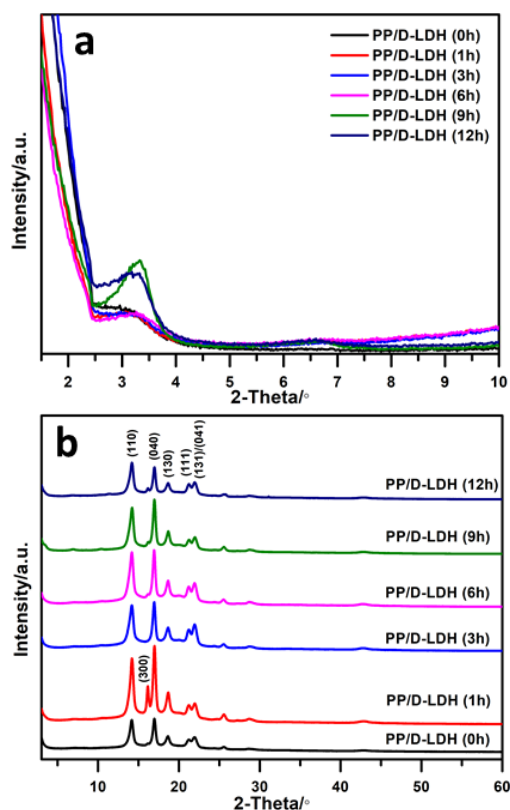 a
PP/D-LDH (0h)
PP/D-LDH (1h)
PP/D-LDH (3h)
PP/D-LDH (6h)
PP/D-LDH (9h)
PP/D-LDH (12h)
Intensity/a.u.
2 3 4 5 6 7 8 9 10
2-Theta/°
b
(110)
(040)
(130)
(111)
(131)/(041)
PP/D-LDH (12h)
PP/D-LDH (9h)
PP/D-LDH (6h)
PP/D-LDH (3h)
(300)
PP/D-LDH (1h)
PP/D-LDH (0h)
Intensity/a.u.
10 20 30 40 50 60
2-Theta/°